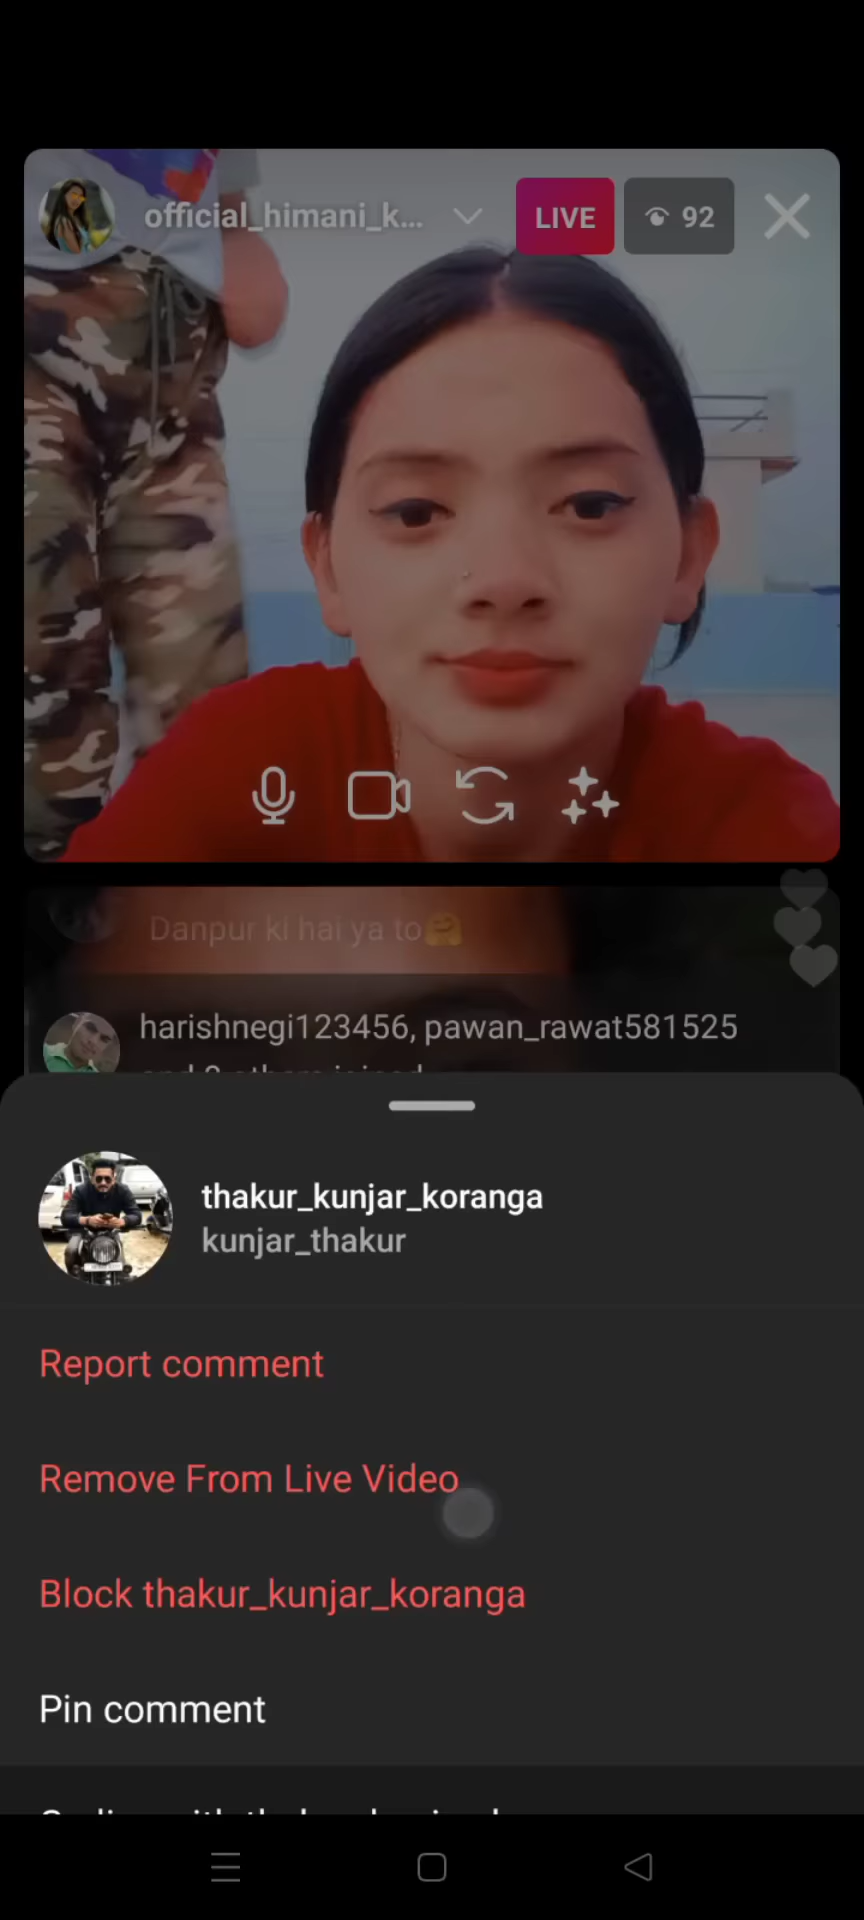 official_himani_k...
LIVE
92
Danpur ki hai ya to🤗
harishnegi123456, pawan_rawat581525
thakur_kunjar_koranga
kunjar_thakur
Report comment
Remove From Live Video
Block thakur_kunjar_koranga
Pin comment